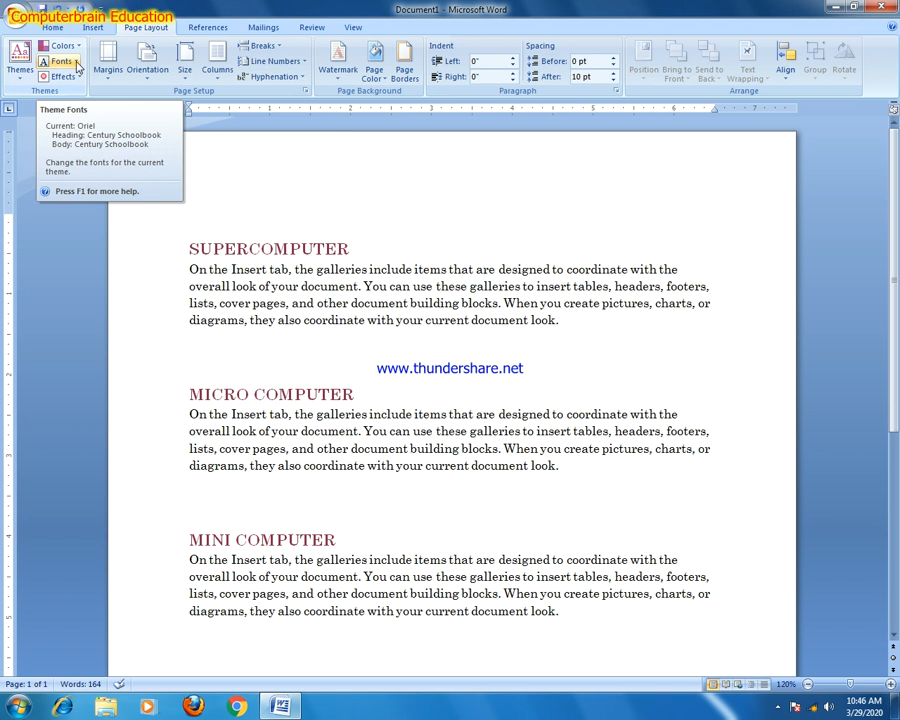 Computerbrain Education
Document1 - Microsoft Word
Home Insert Page Layout References Mailings Review View
Themes
Colors
Fonts
Effects
Margins
Orientation
Size
Columns
Breaks
Line Numbers
Hyphenation
Watermark
Page Color
Page Borders
Indent
Left: 0"
Right: 0"
Spacing
Before: 0 pt
After: 10 pt
Position
Bring to Front
Send to Back
Text Wrapping
Align
Group
Rotate
Themes Page Setup Page Background Paragraph Arrange
Theme Fonts
Current: Oriel
Heading: Century Schoolbook
Body: Century Schoolbook
Change the fonts for the current
theme.
Press F1 for more help.
SUPERCOMPUTER
On the Insert tab, the galleries include items that are designed to coordinate with the
overall look of your document. You can use these galleries to insert tables, headers, footers,
lists, cover pages, and other document building blocks. When you create pictures, charts, or
diagrams, they also coordinate with your current document look.
www.thundershare.net
MICRO COMPUTER
On the Insert tab, the galleries include items that are designed to coordinate with the
overall look of your document. You can use these galleries to insert tables, headers, footers,
lists, cover pages, and other document building blocks. When you create pictures, charts, or
diagrams, they also coordinate with your current document look.
MINI COMPUTER
On the Insert tab, the galleries include items that are designed to coordinate with the
overall look of your document. You can use these galleries to insert tables, headers, footers,
lists, cover pages, and other document building blocks. When you create pictures, charts, or
diagrams, they also coordinate with your current document look.
Page: 1 of 1 Words: 164 120%
10:46 AM
3/29/2020